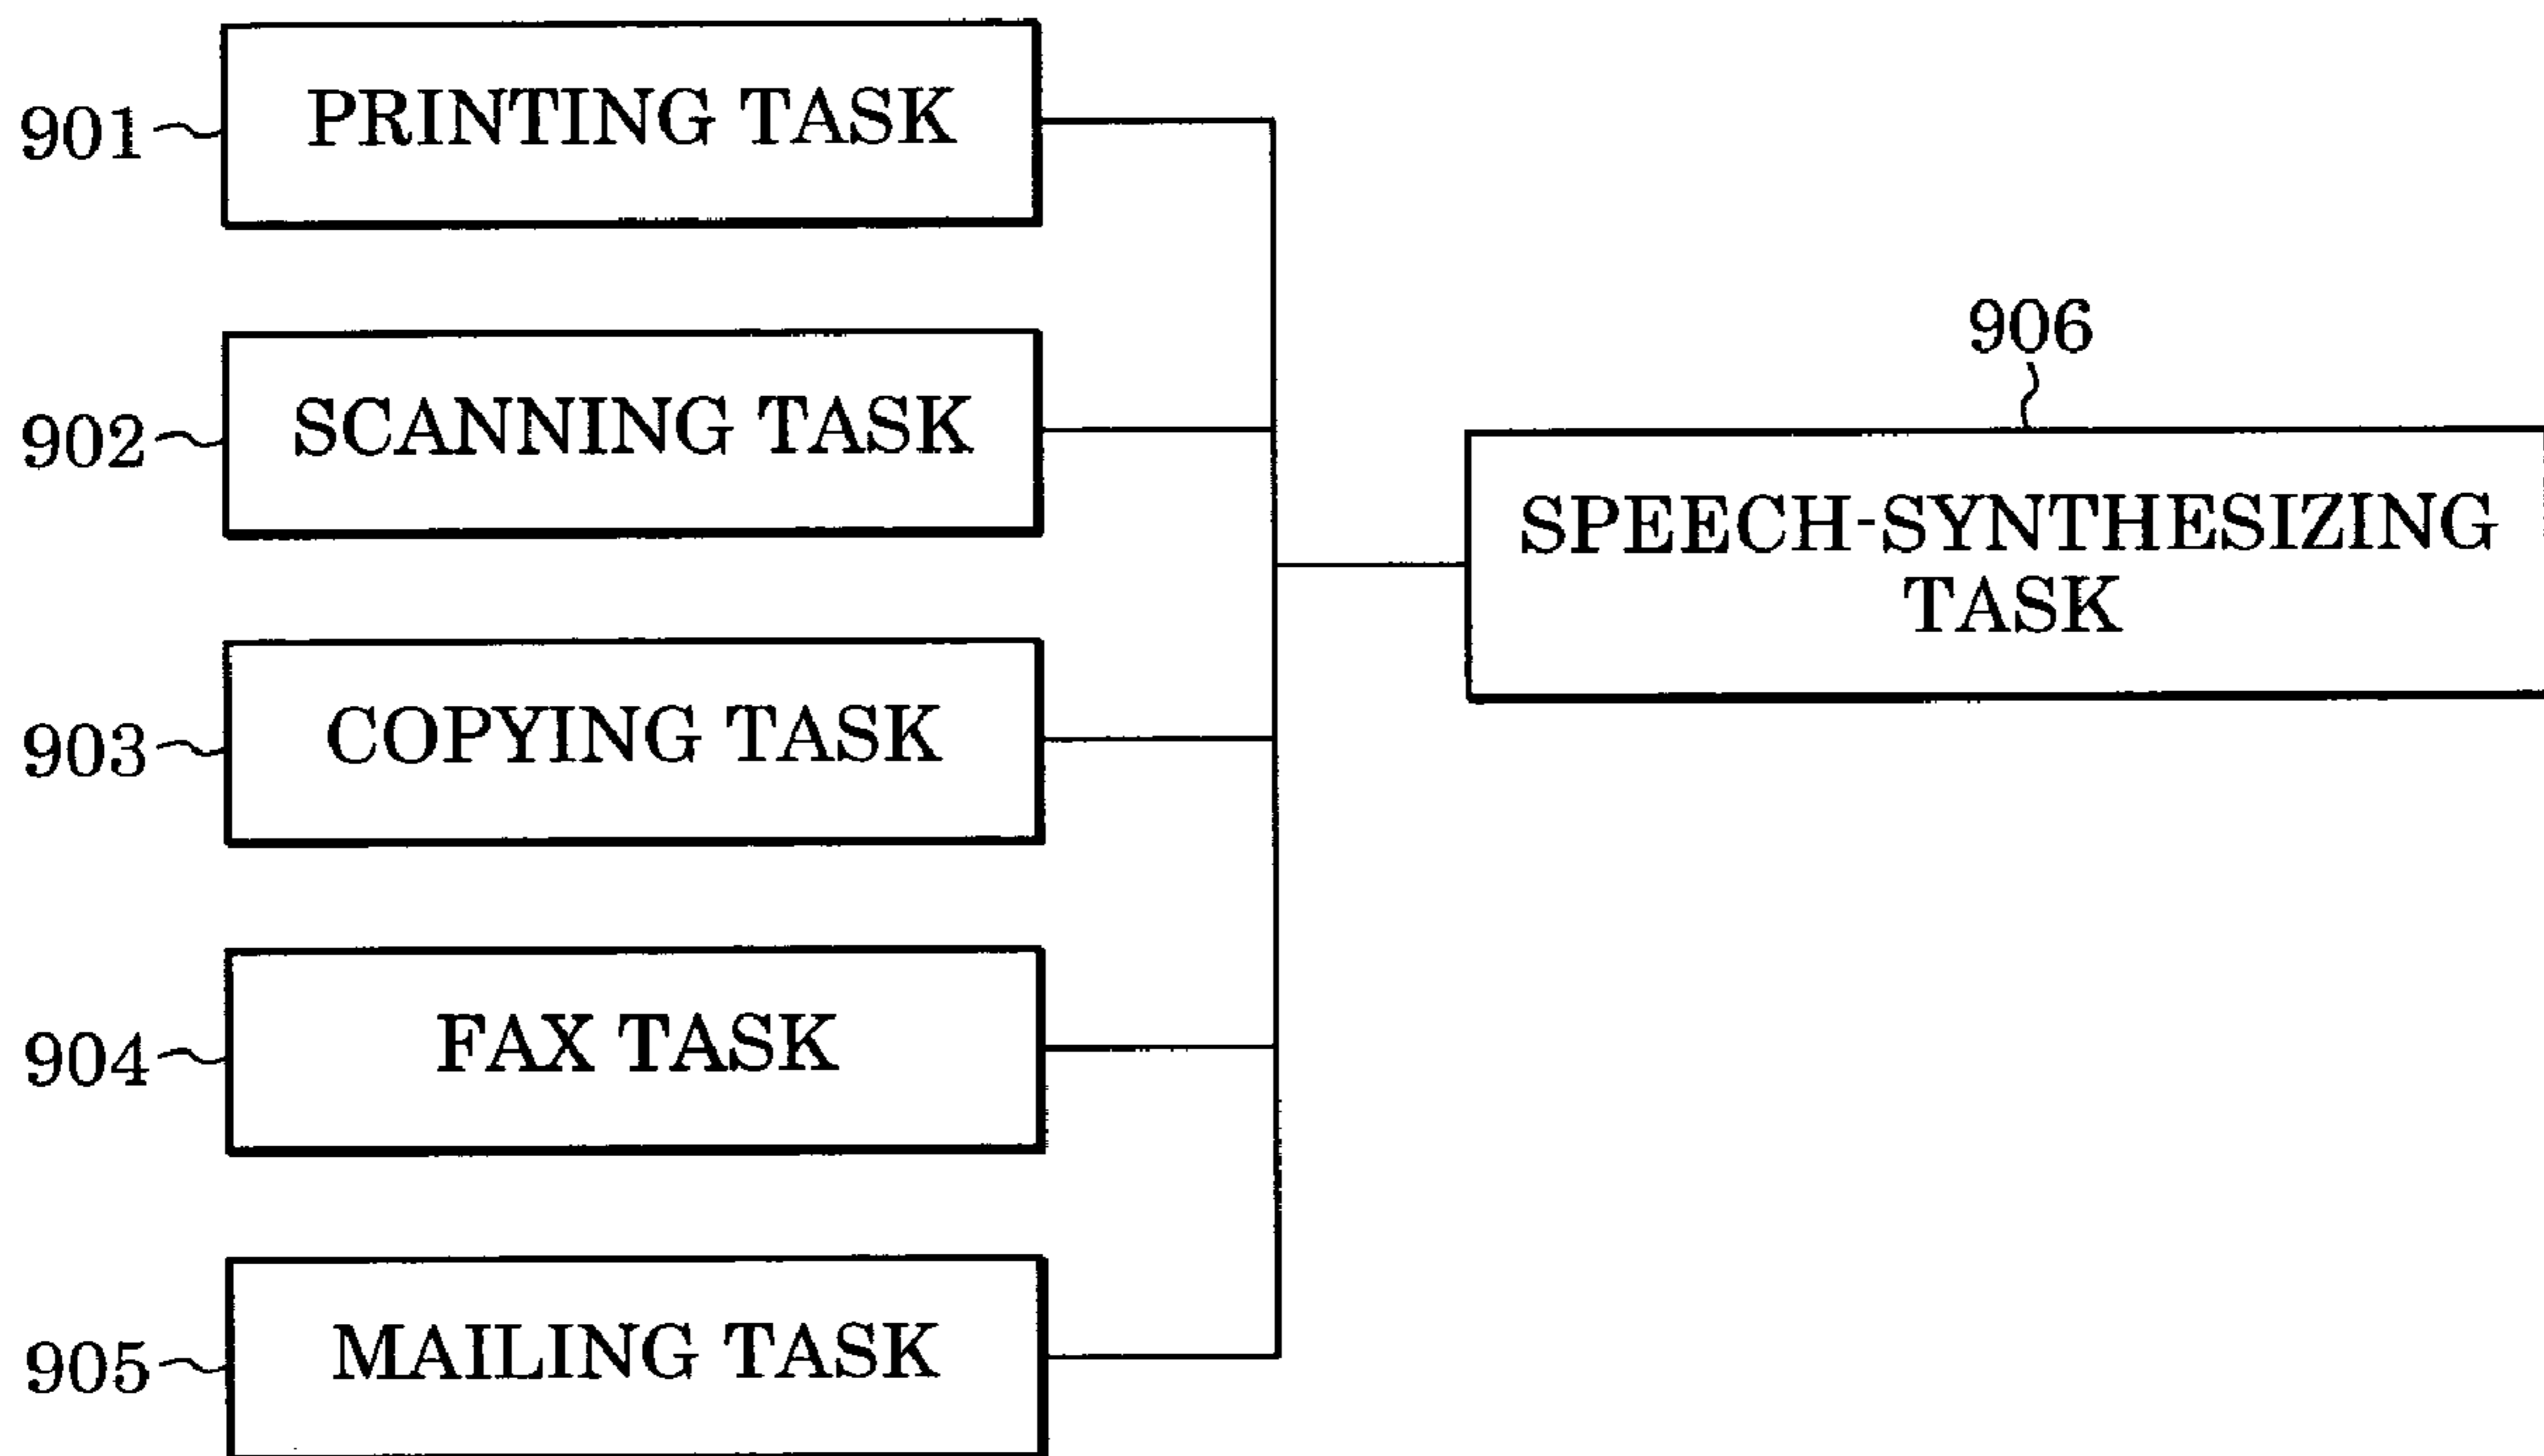 901 PRINTING TASK
902 SCANNING TASK
903 COPYING TASK
904 FAX TASK
905 MAILING TASK
906
SPEECH-SYNTHESIZING
TASK